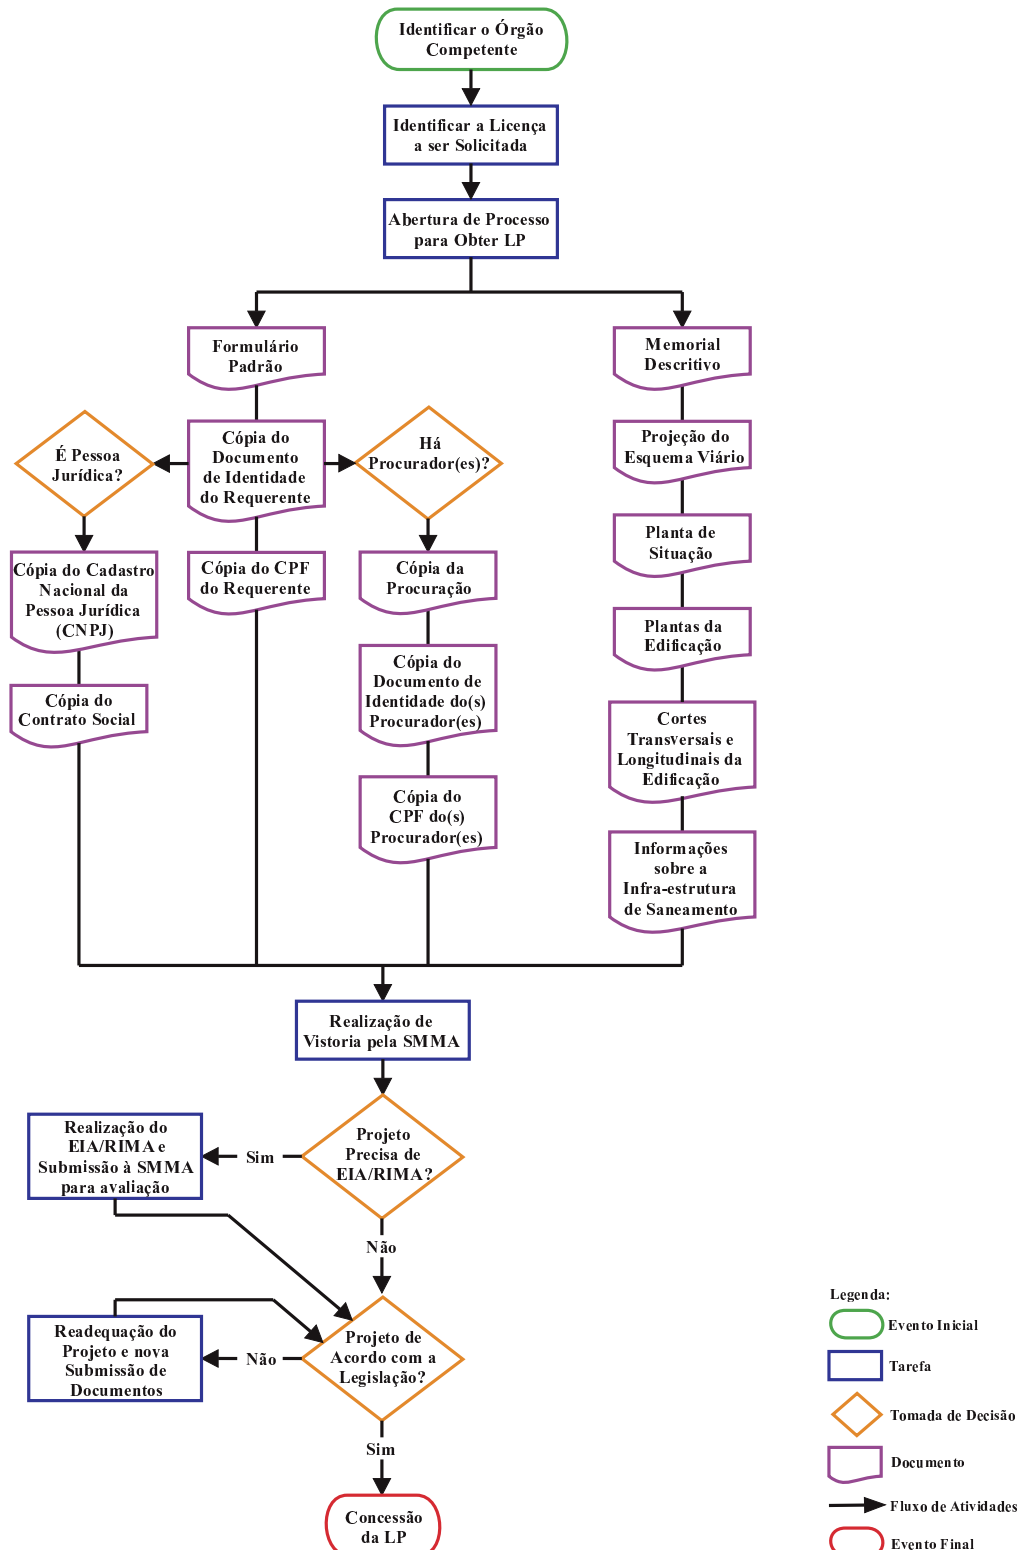 Identificar o Órgão
Competente
Identificar a Licença
a ser Solicitada
Abertura de Processo
para Obter LP
Formulário
Padrão
Memorial
Descritivo
É Pessoa
Jurídica?
Cópia do
Documento
de Identidade
do Requerente
Há
Procurador(es)?
Projeção do
Esquema Viário
Cópia do Cadastro
Nacional da
Pessoa Jurídica
(CNPJ)
Cópia do CPF
do Requerente
Cópia da
Procuração
Planta de
Situação
Cópia do
Contrato Social
Cópia do
Documento de
Identidade do(s)
Procurador(es)
Plantas da
Edificação
Cópia do
CPF do(s)
Procurador(es)
Cortes
Transversais e
Longitudinais da
Edificação
Informações
sobre a
Infra-estrutura
de Saneamento
Realização de
Vistoria pela SMMA
Projeto
Precisa de
EIA/RIMA?
Sim
Realização do
EIA/RIMA e
Submissão à SMMA
para avaliação
Não
Projeto de
Acordo com a
Legislação?
Não
Readequação do
Projeto e nova
Submissão de
Documentos
Sim
Concessão
da LP
Legenda:
Evento Inicial
Tarefa
Tomada de Decisão
Documento
Fluxo de Atividades
Evento Final